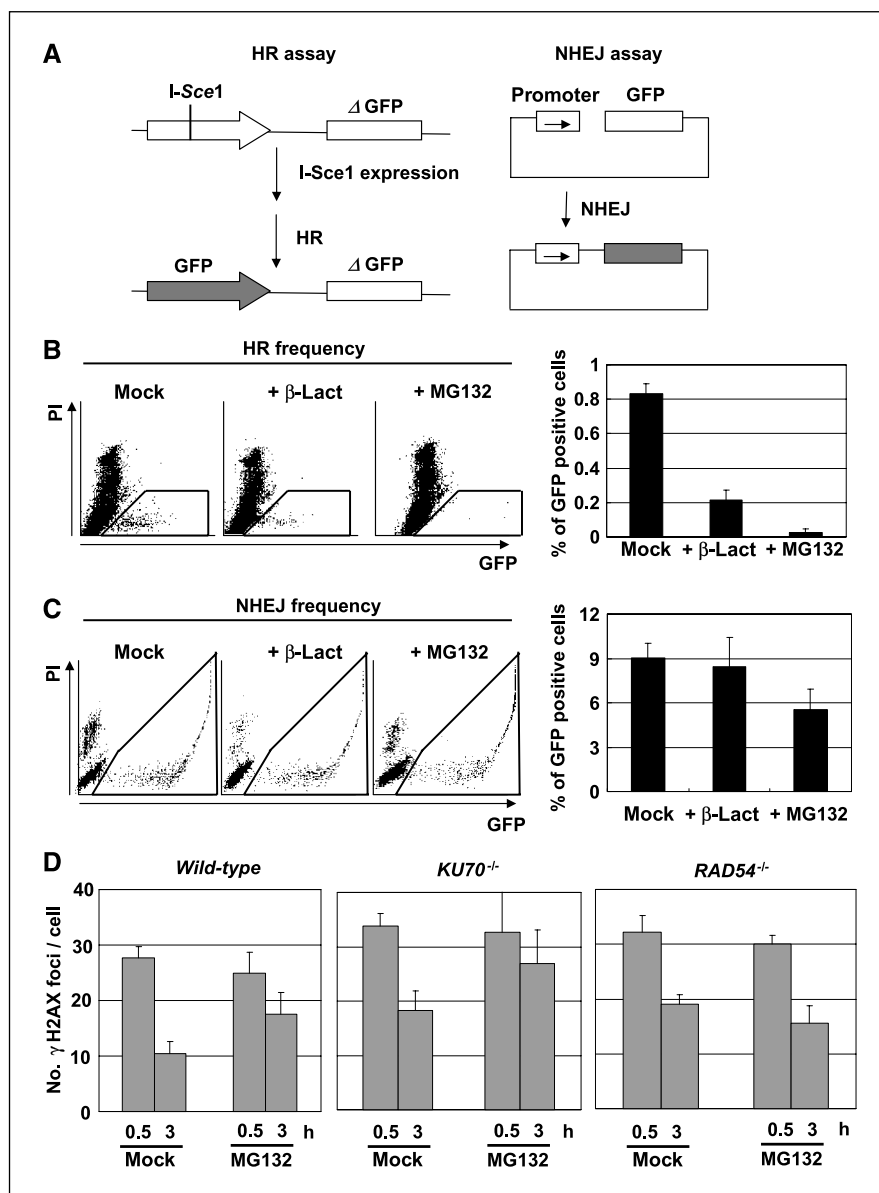 A
HR assay
NHEJ assay
I-Sce1
Δ GFP
Promoter
GFP
I-Sce1 expression
NHEJ
HR
GFP
Δ GFP
B
HR frequency
Mock
+ β-Lact
+ MG132
PI
GFP
% of GFP positive cells
1
0.8
0.6
0.4
0.2
0
Mock + β-Lact + MG132
C
NHEJ frequency
Mock
+ β-Lact
+ MG132
PI
GFP
% of GFP positive cells
12
9
6
3
0
Mock + β-Lact + MG132
D
Wild-type
KU70-/-
RAD54-/-
No. γ H2AX foci / cell
40
30
20
10
0
0.5 3 0.5 3 h
Mock MG132
0.5 3 0.5 3 h
Mock MG132
0.5 3 0.5 3 h
Mock MG132